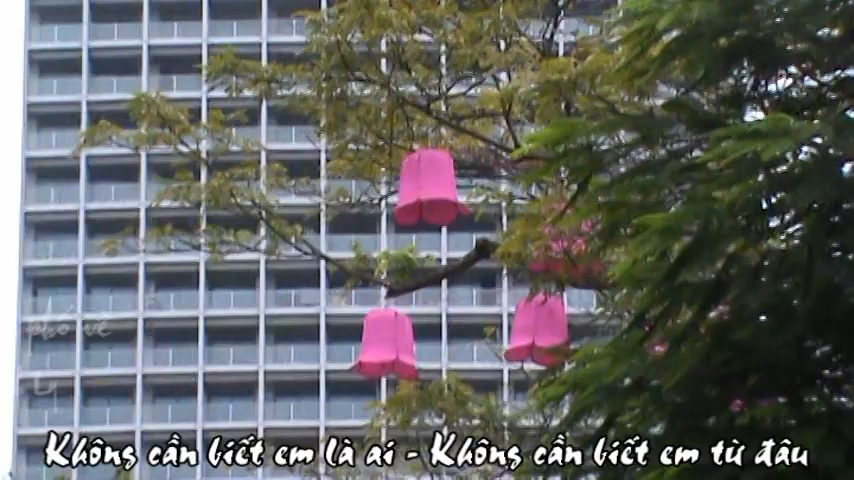 Không cần biết em là ai - Không cần biết em từ đâu